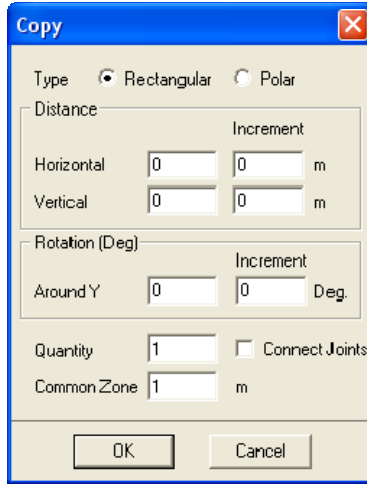 Copy
Type Rectangular Polar
Distance
Increment
Horizontal 0 0 m
Vertical 0 0 m
Rotation (Deg)
Increment
Around Y 0 0 Deg.
Quantity 1 Connect Joints
Common Zone 1 m
OK Cancel